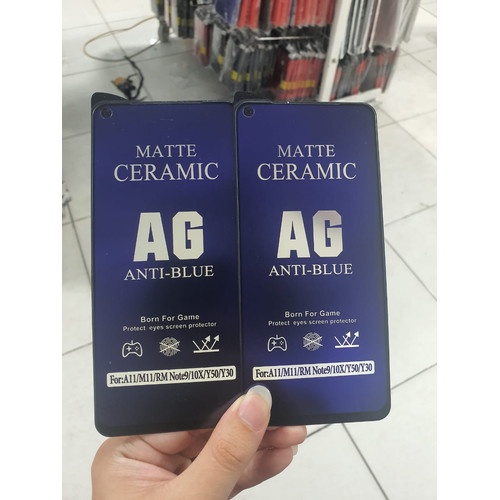 MATTE
CERAMIC
AG
ANTI-BLUE
Born For Game
Protect eyes screen protector
For:A11/M11/RM Note9/10X/Y50/Y30
MATTE
CERAMIC
AG
ANTI-BLUE
Born For Game
Protect eyes screen protector
For:A11/M11/RM Note9/10X/Y50/Y30